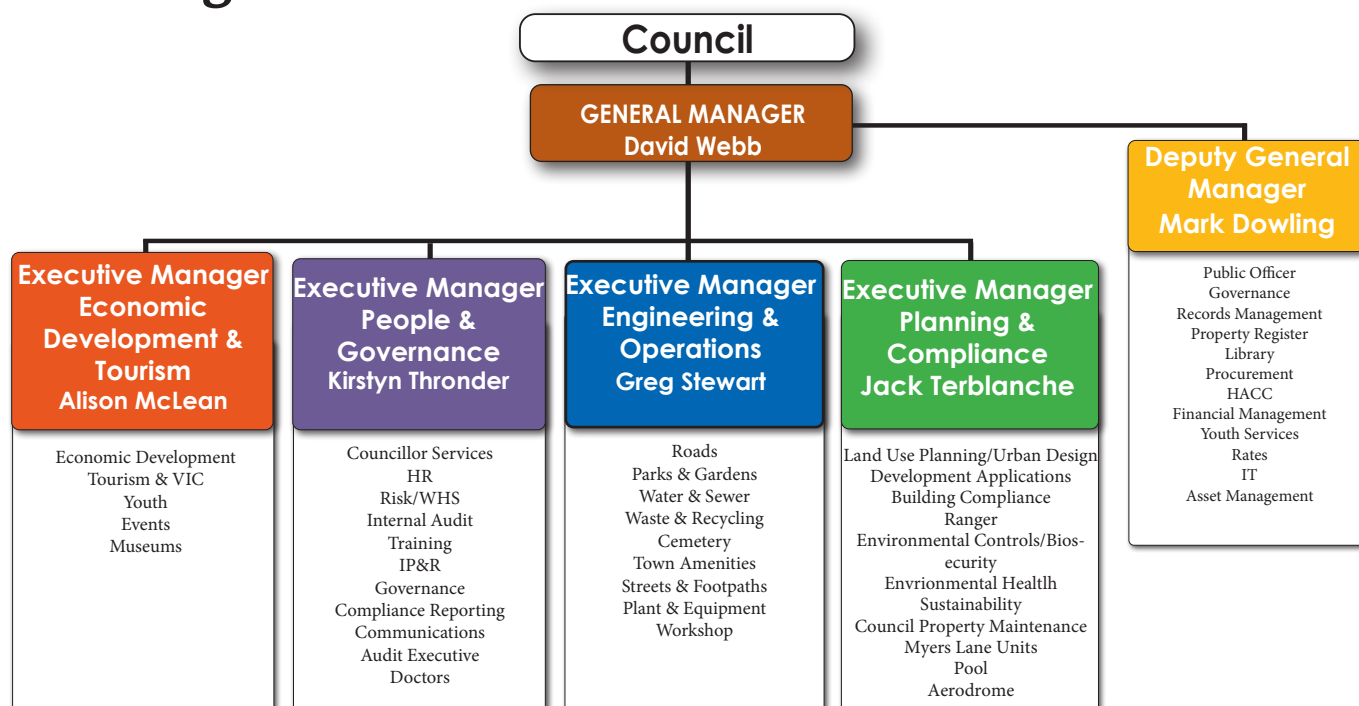 Council
GENERAL MANAGER
David Webb
Deputy General
Manager
Mark Dowling
Public Officer
Governance
Records Management
Property Register
Library
Procurement
HACC
Financial Management
Youth Services
Rates
IT
Asset Management
Executive Manager
Economic
Development &
Tourism
Alison McLean
Economic Development
Tourism & VIC
Youth
Events
Museums
Executive Manager
People &
Governance
Kirstyn Thronder
Councillor Services
HR
Risk/WHS
Internal Audit
Training
IP&R
Governance
Compliance Reporting
Communications
Audit Executive
Doctors
Executive Manager
Engineering &
Operations
Greg Stewart
Roads
Parks & Gardens
Water & Sewer
Waste & Recycling
Cemetery
Town Amenities
Streets & Footpaths
Plant & Equipment
Workshop
Executive Manager
Planning &
Compliance
Jack Terblanche
Land Use Planning/Urban Design
Development Applications
Building Compliance
Ranger
Environmental Controls/Bios-
ecurity
Envrionmental Healtlh
Sustainability
Council Property Maintenance
Myers Lane Units
Pool
Aerodrome